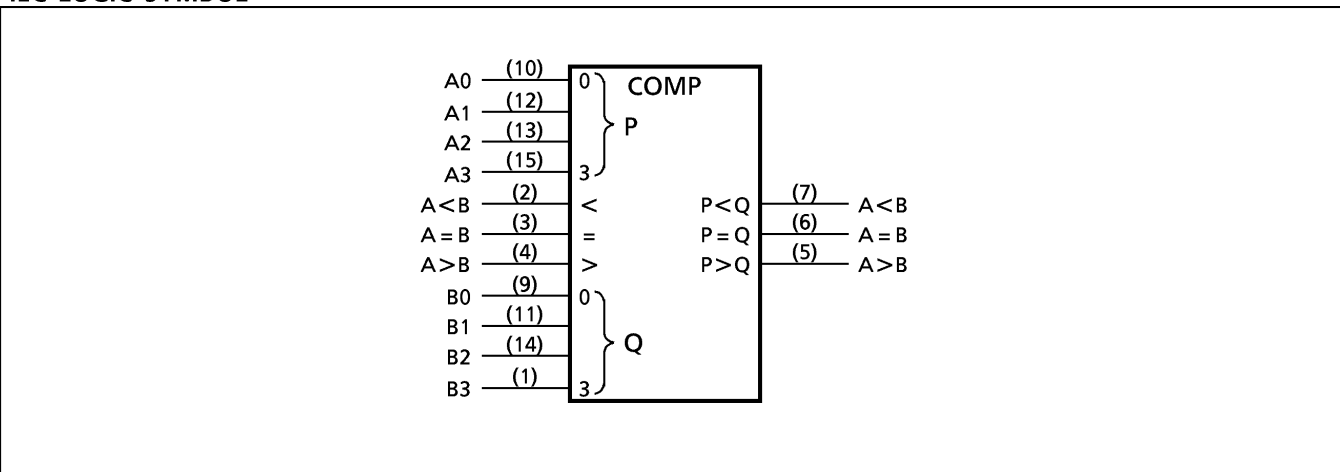 IEC LOGIC SYMBOL
A0 (10) 0 COMP
A1 (12)
P
A2 (13)
A3 (15) 3
A<B (2) < P<Q (7) A<B
A=B (3) = P=Q (6) A=B
A>B (4) > P>Q (5) A>B
B0 (9) 0
B1 (11)
Q
B2 (14)
B3 (1) 3